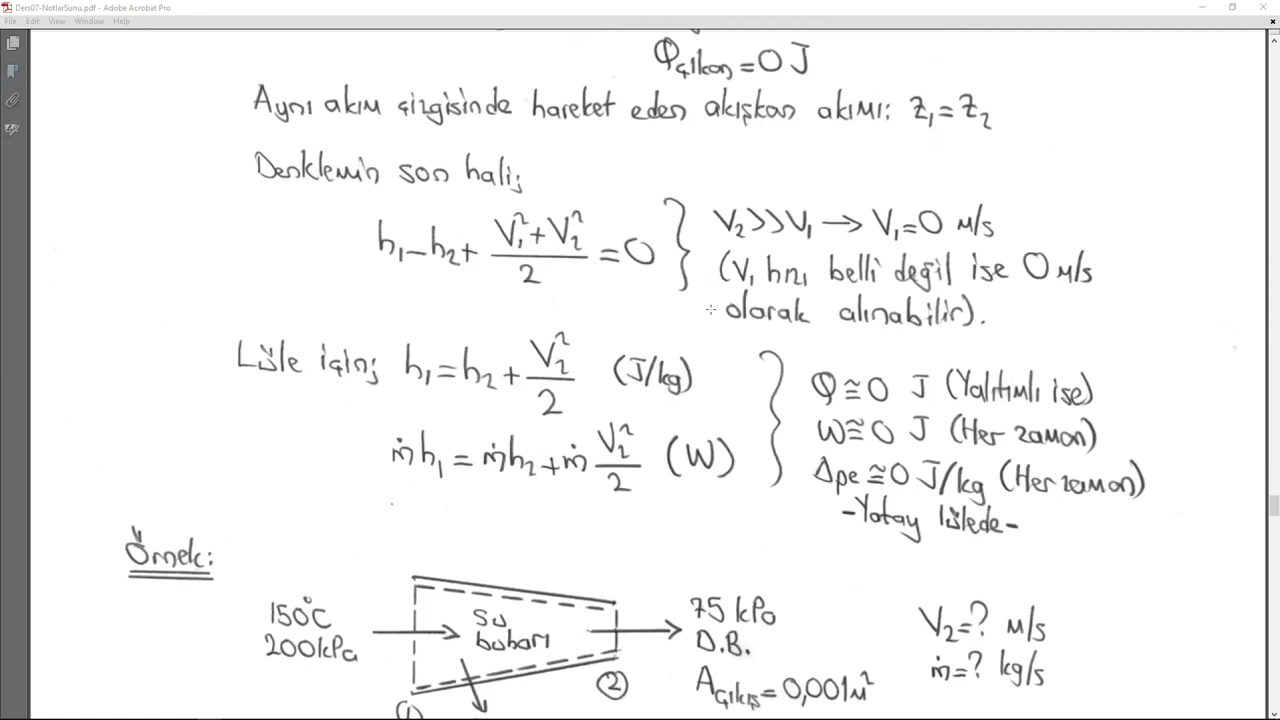 Ders07-NotlarSunu.pdf - Adobe Acrobat Pro
File Edit View Window Help
Qçıkan = 0 J
Aynı akım çizgisinde hareket eden akışkan akımı: z₁ = z₂
Denklemin son hali;
h₁ - h₂ + (V₁² + V₂²)/2 = 0 } V₂ >> V₁ → V₁ = 0 m/s
(V₁ hızı belli değil ise 0 m/s
olarak alınabilir).
Lüle için; h₁ = h₂ + V₂²/2 (J/kg)
ṁh₁ = ṁh₂ + ṁ V₂²/2 (W)
Q ≅ 0 J (Yalıtımlı ise)
W ≅ 0 J (Her zaman)
Δpe ≅ 0 J/kg (Her zaman)
-Yatay lülede-
Örnek:
150°C
200kPa
Su
buharı
75 kPa
D.B.
Açıkış = 0,001 m²
V₂ = ? m/s
ṁ = ? kg/s
(1)
(2)